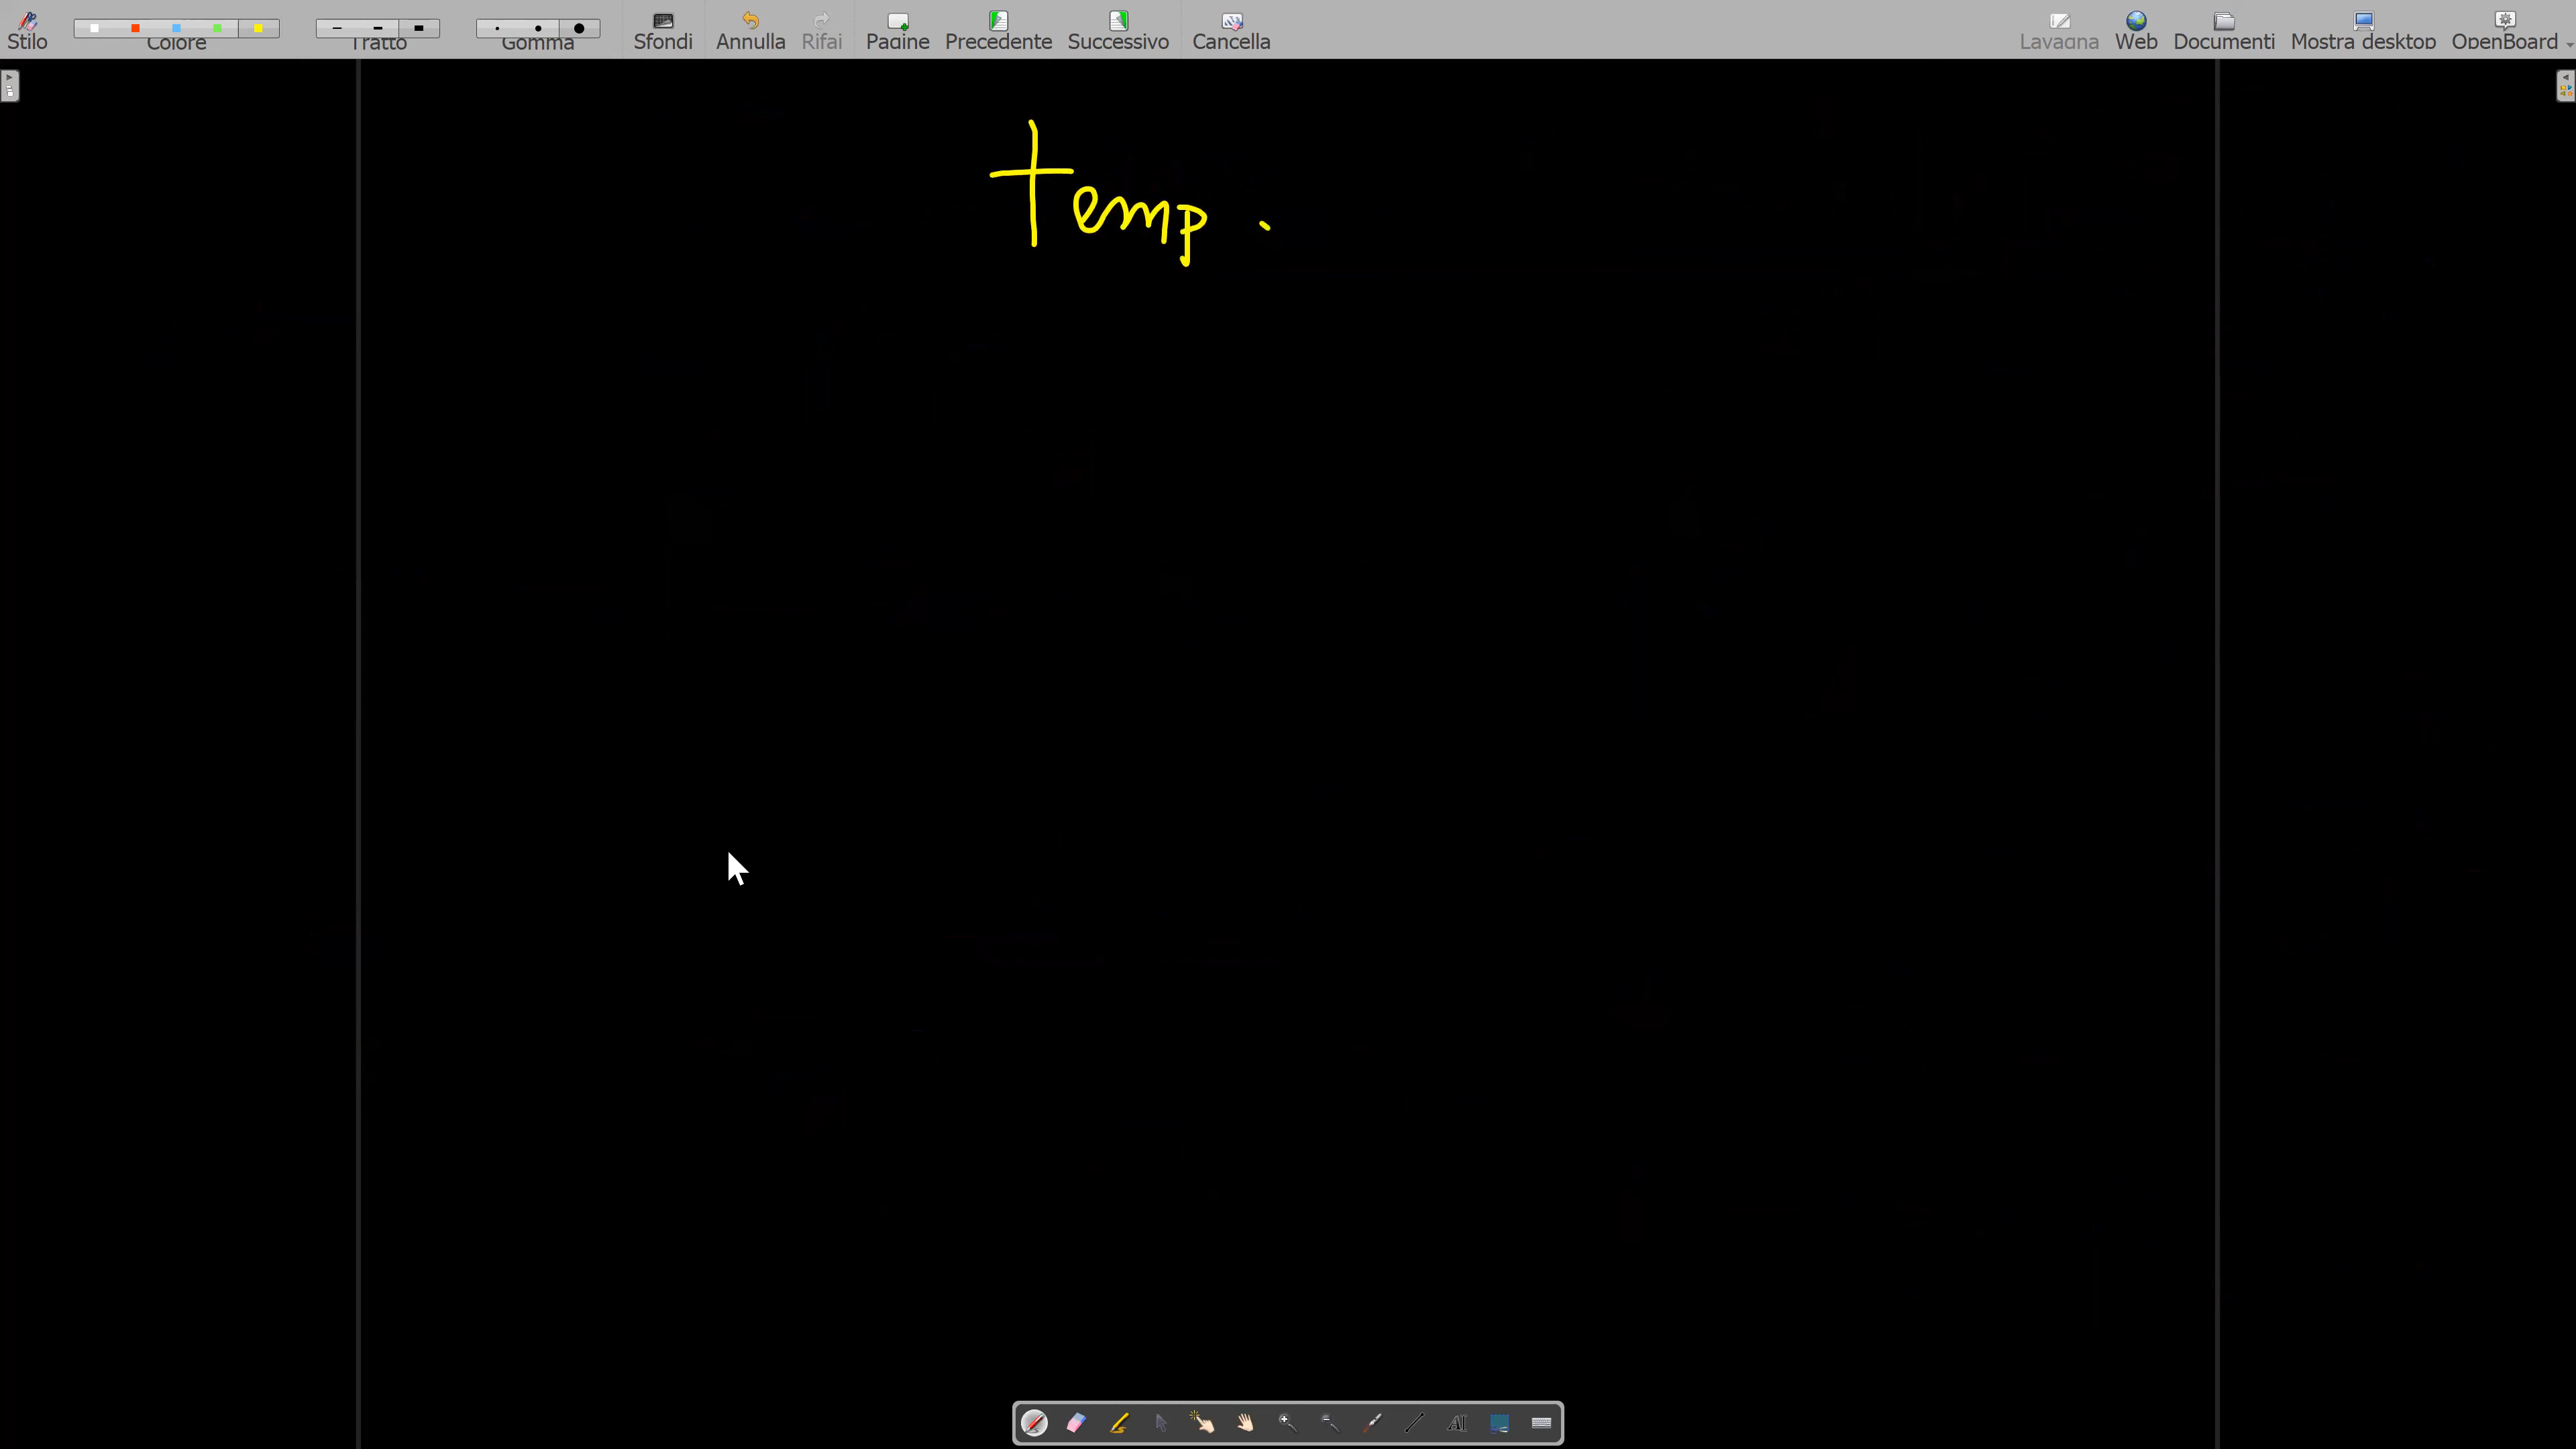 Stilo Colore Tratto Gomma Sfondi Annulla Rifai Pagine Precedente Successivo Cancella Lavagna Web Documenti Mostra desktop OpenBoard
Temp.